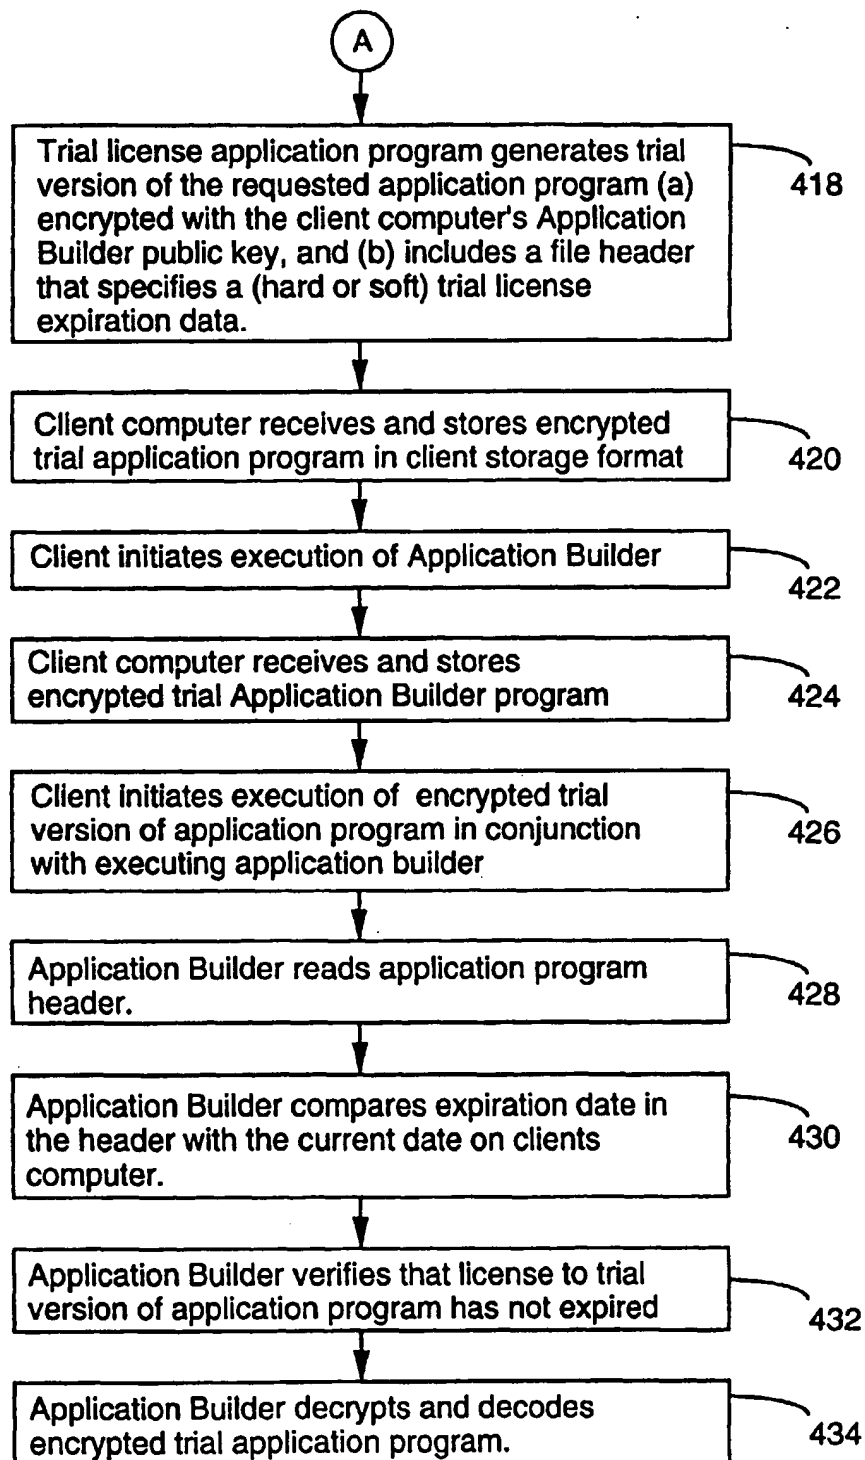 A
Trial license application program generates trial
version of the requested application program (a)
encrypted with the client computer's Application
Builder public key, and (b) includes a file header
that specifies a (hard or soft) trial license
expiration data.
418
Client computer receives and stores encrypted
trial application program in client storage format
420
Client initiates execution of Application Builder
422
Client computer receives and stores
encrypted trial Application Builder program
424
Client initiates execution of encrypted trial
version of application program in conjunction
with executing application builder
426
Application Builder reads application program
header.
428
Application Builder compares expiration date in
the header with the current date on clients
computer.
430
Application Builder verifies that license to trial
version of application program has not expired
432
Application Builder decrypts and decodes
encrypted trial application program.
434